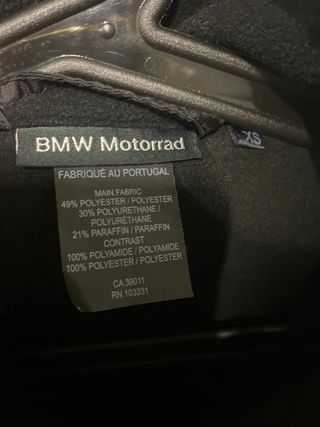 XS
BMW Motorrad
FABRIQUÉ AU PORTUGAL
MAIN FABRIC
49% POLYESTER / POLYESTER
30% POLYURETHANE /
POLYURÉTHANE
21% PARAFFIN / PARAFFIN
CONTRAST
100% POLYAMIDE / POLYAMIDE
100% POLYESTER / POLYESTER
CA 39011
RN 103331